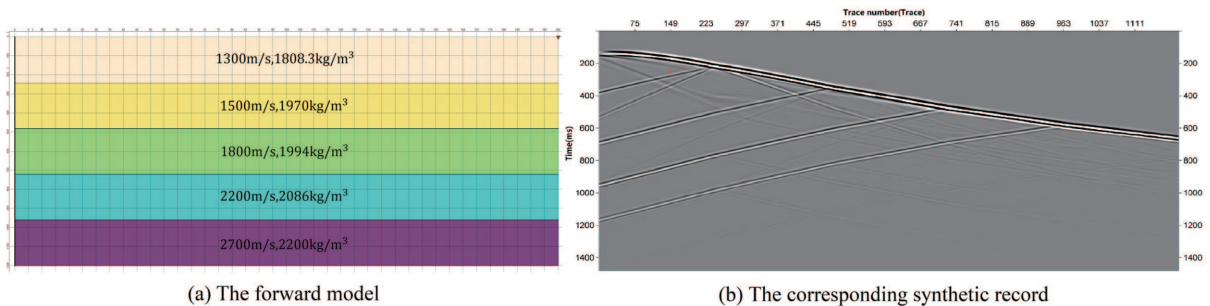 1300m/s,1808.3kg/m³
1500m/s,1970kg/m³
1800m/s,1994kg/m³
2200m/s,2086kg/m³
2700m/s,2200kg/m³
(a) The forward model
Trace number(Trace)
75 149 223 297 371 445 519 593 667 741 815 889 963 1037 1111
Time(ms)
200 200
400 400
600 600
800 800
1000 1000
1200 1200
1400 1400
(b) The corresponding synthetic record